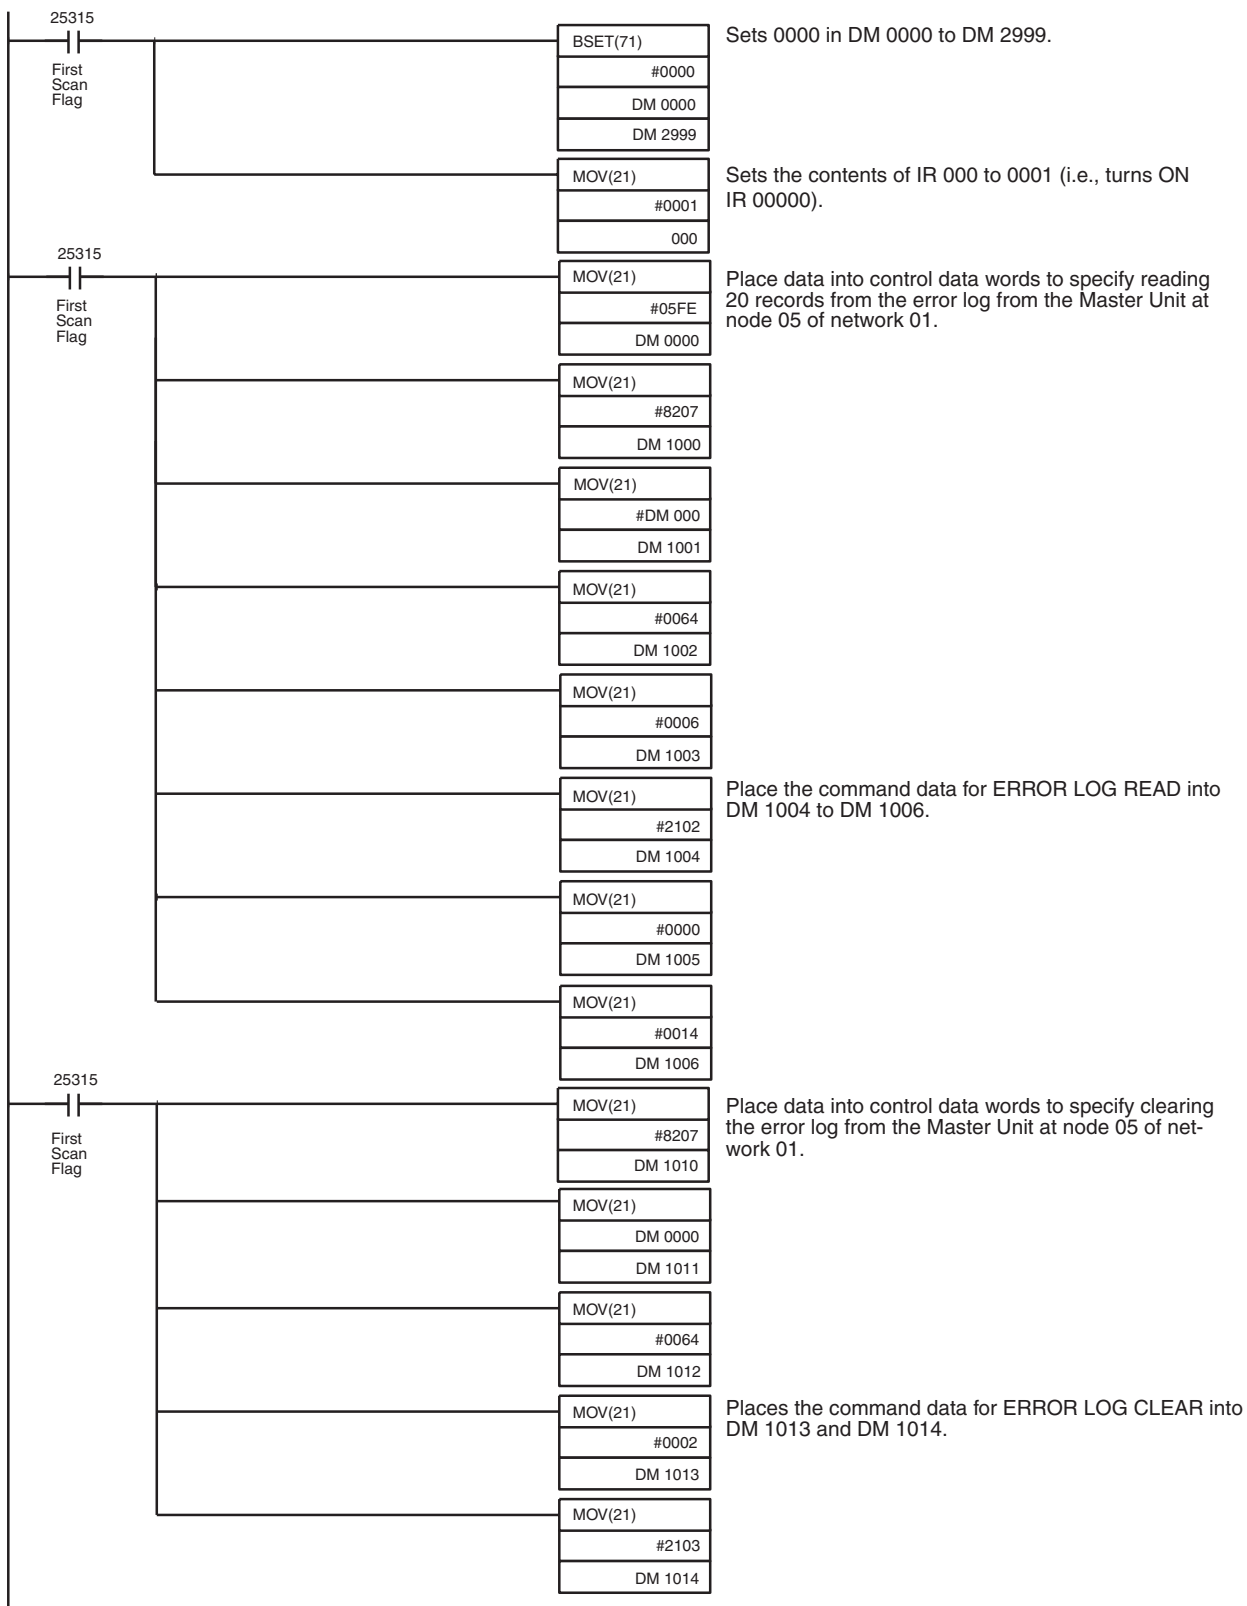 25315
First
Scan
Flag
BSET(71)
#0000
DM 0000
DM 2999
Sets 0000 in DM 0000 to DM 2999.
MOV(21)
#0001
000
Sets the contents of IR 000 to 0001 (i.e., turns ON
IR 00000).
25315
First
Scan
Flag
MOV(21)
#05FE
DM 0000
Place data into control data words to specify reading
20 records from the error log from the Master Unit at
node 05 of network 01.
MOV(21)
#8207
DM 1000
MOV(21)
#DM 000
DM 1001
MOV(21)
#0064
DM 1002
MOV(21)
#0006
DM 1003
MOV(21)
#2102
DM 1004
Place the command data for ERROR LOG READ into
DM 1004 to DM 1006.
MOV(21)
#0000
DM 1005
MOV(21)
#0014
DM 1006
25315
First
Scan
Flag
MOV(21)
#8207
DM 1010
Place data into control data words to specify clearing
the error log from the Master Unit at node 05 of net-
work 01.
MOV(21)
DM 0000
DM 1011
MOV(21)
#0064
DM 1012
MOV(21)
#0002
DM 1013
Places the command data for ERROR LOG CLEAR into
DM 1013 and DM 1014.
MOV(21)
#2103
DM 1014